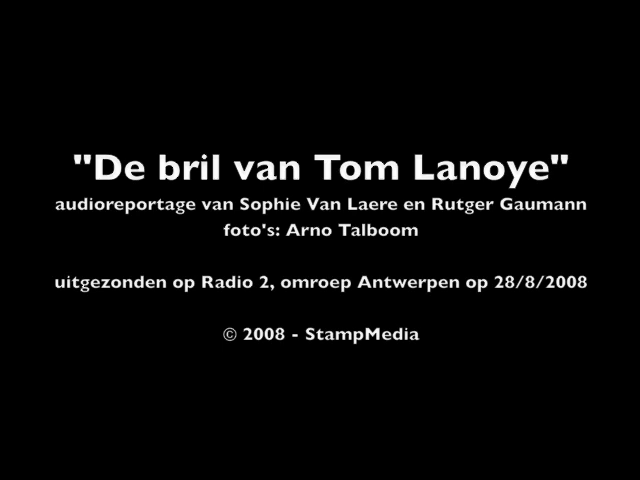 "De bril van Tom Lanoye"
audioreportage van Sophie Van Laere en Rutger Gaumann
foto's: Arno Talboom
uitgezonden op Radio 2, omroep Antwerpen op 28/8/2008
© 2008 - StampMedia